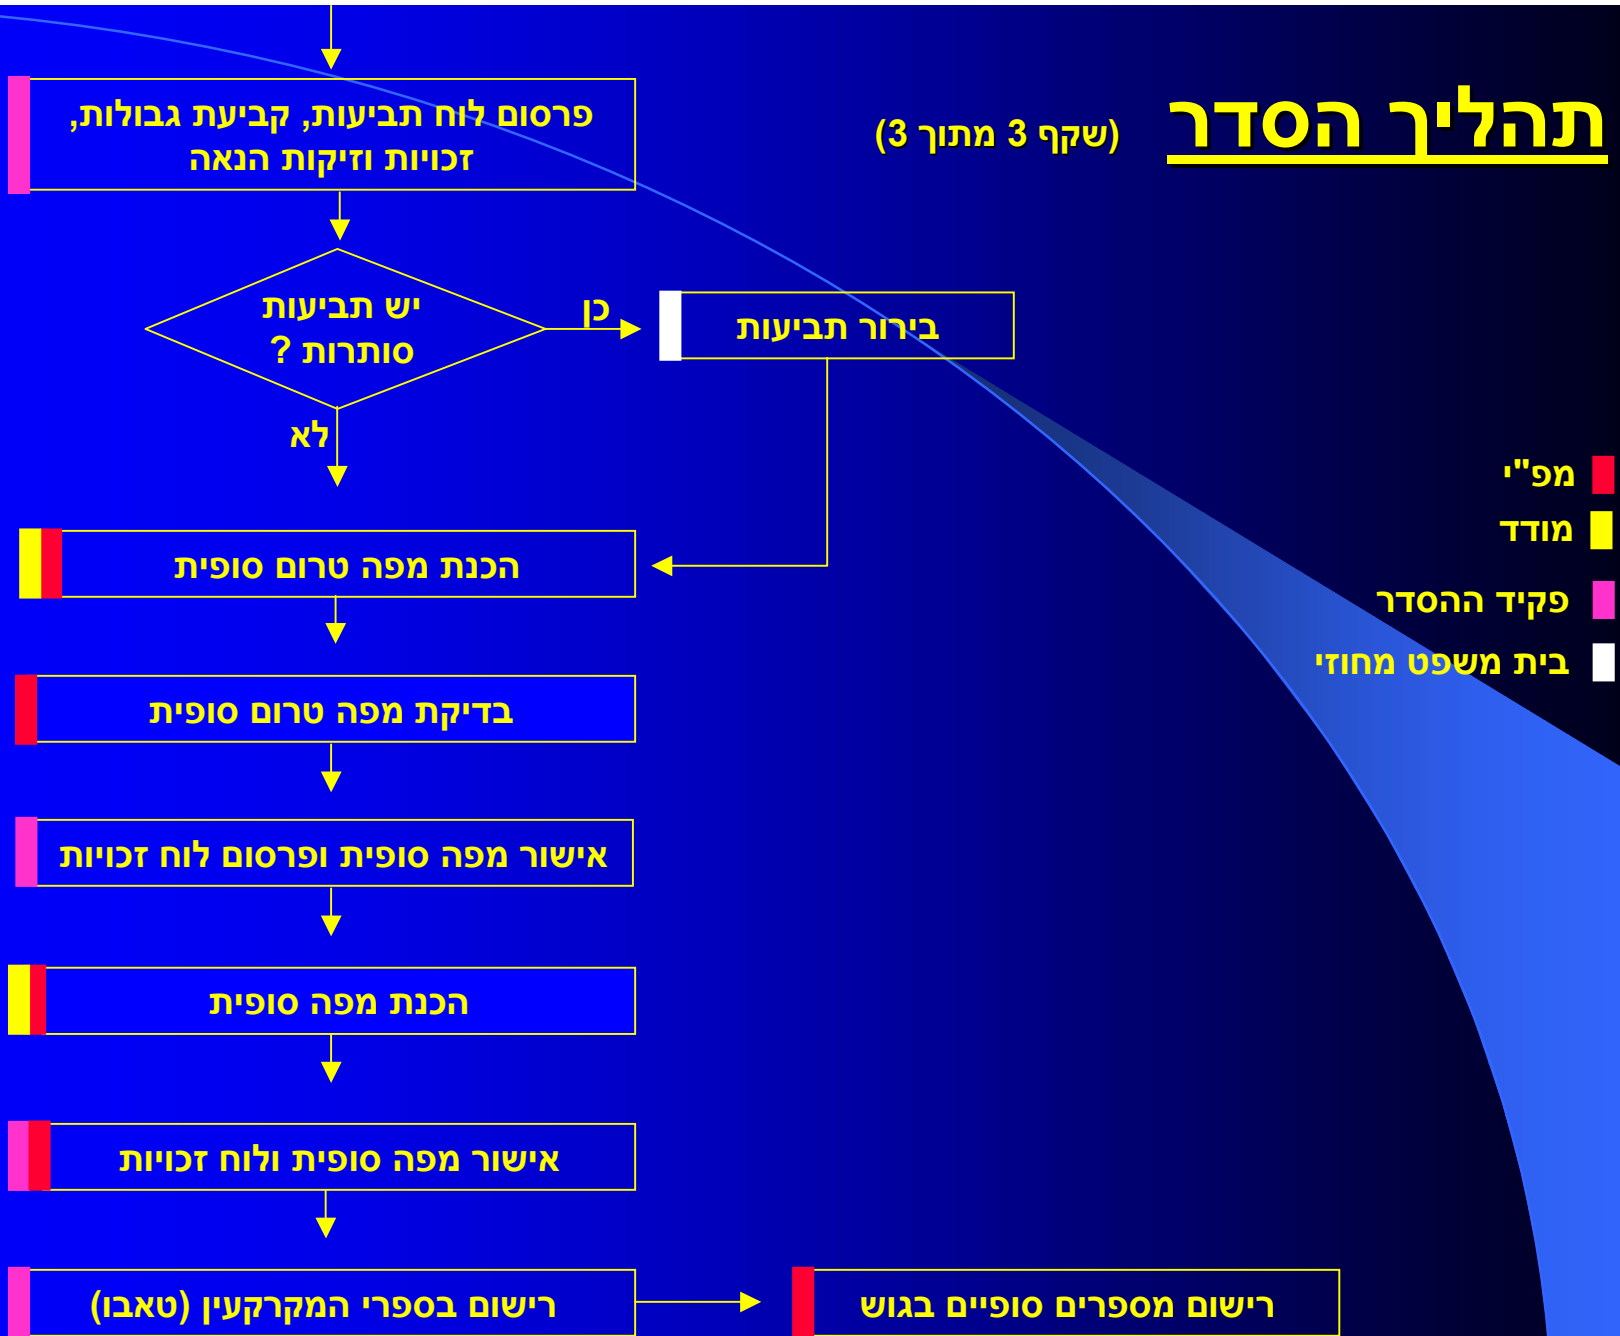 תהליך הסדר (שקף 3 מתוך 3)
פרסום לוח תביעות, קביעת גבולות,
זכויות וזיקות הנאה
יש תביעות
סותרות ?
כן
בירור תביעות
לא
מפ"י
מודד
פקיד ההסדר
בית משפט מחוזי
הכנת מפה טרום סופית
בדיקת מפה טרום סופית
אישור מפה סופית ופרסום לוח זכויות
הכנת מפה סופית
אישור מפה סופית ולוח זכויות
רישום בספרי המקרקעין (טאבו)
רישום מספרים סופיים בגוש